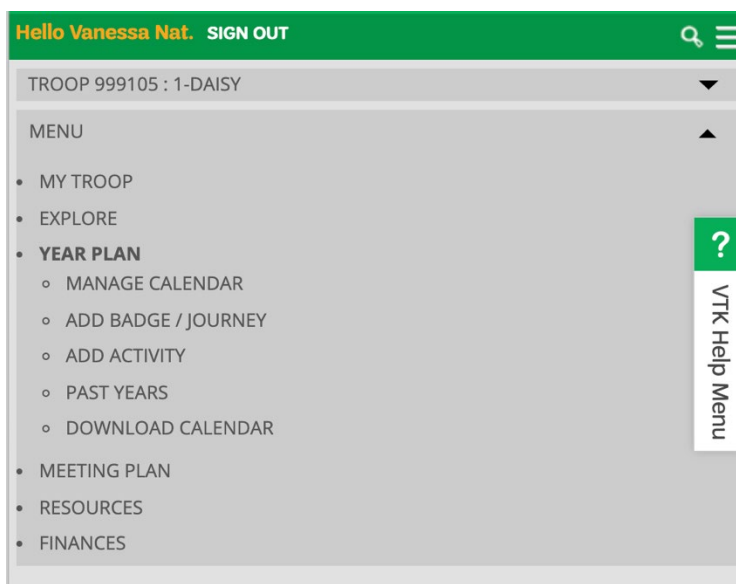 Hello Vanessa Nat. SIGN OUT
TROOP 999105 : 1-DAISY
MENU
MY TROOP
EXPLORE
YEAR PLAN
MANAGE CALENDAR
ADD BADGE / JOURNEY
ADD ACTIVITY
PAST YEARS
DOWNLOAD CALENDAR
MEETING PLAN
RESOURCES
FINANCES
?
VTK Help Menu